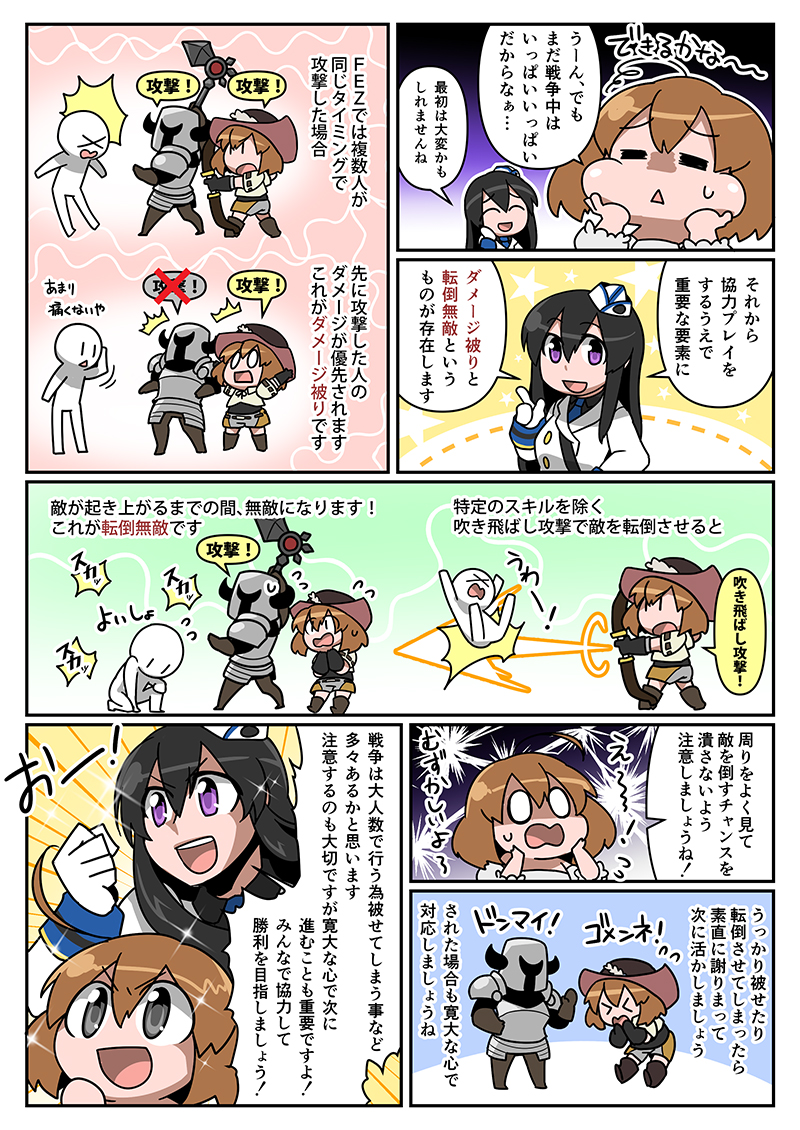 できるかな〜〜
うーん、でも
まだ戦争中は
いっぱいいっぱい
だからなぁ…
最初は大変かも
しれませんね
それから
協力プレイを
するうえで
重要な要素に
ダメージ被りと
転倒無敵という
ものが存在します
FEZでは複数人が
同じタイミングで
攻撃した場合
攻撃！
攻撃！
先に攻撃した人の
ダメージが優先されます
これがダメージ被りです
攻撃！
攻撃！
あまり
痛くないや
特定のスキルを除く
吹き飛ばし攻撃で敵を転倒させると
吹き飛ばし攻撃！
うわー！
敵が起き上がるまでの間、無敵になります！
これが転倒無敵です
攻撃！
スカッ
スカッ
スカッ
よいしょ
周りをよく見て
敵を倒すチャンスを
潰さないよう
注意しましょうね！
え〜〜！
むずかしいよ〜
うっかり被せたり
転倒させてしまったら
素直に謝りまって
次に活かしましょう
ゴメンネ！
ドンマイ！
された場合も寛大な心で
対応しましょうね
戦争は大人数で行う為被せてしまう事など
多々あるかと思います
注意するのも大切ですが寛大な心で次に
進むことも重要ですよ！
みんなで協力して
勝利を目指しましょう！
おー！